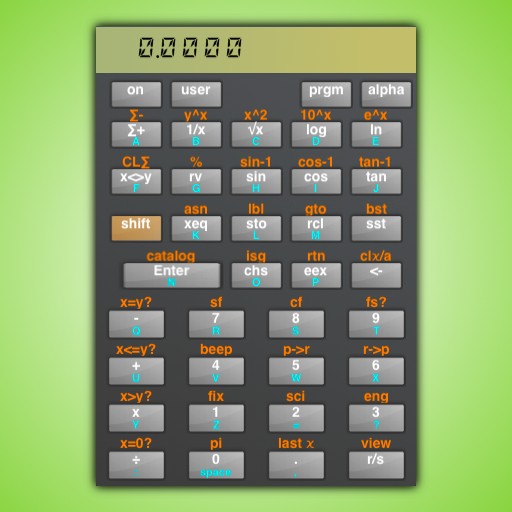 0.0000
on user prgm alpha
Σ- y^x x^2 10^x e^x
Σ+ 1/x √x log ln
A B C D E
CLΣ % sin-1 cos-1 tan-1
x<>y rv sin cos tan
F G H I J
asn lbl gto bst
shift xeq sto rcl sst
K L M
catalog isg rtn clx/a
Enter chs eex <-
N O P
x=y? sf cf fs?
- 7 8 9
Q R S T
x<=y? beep p->r r->p
+ 4 5 6
U V W X
x>y? fix sci eng
x 1 2 3
Y Z = ?
x=0? pi last x view
÷ 0 . r/s
space